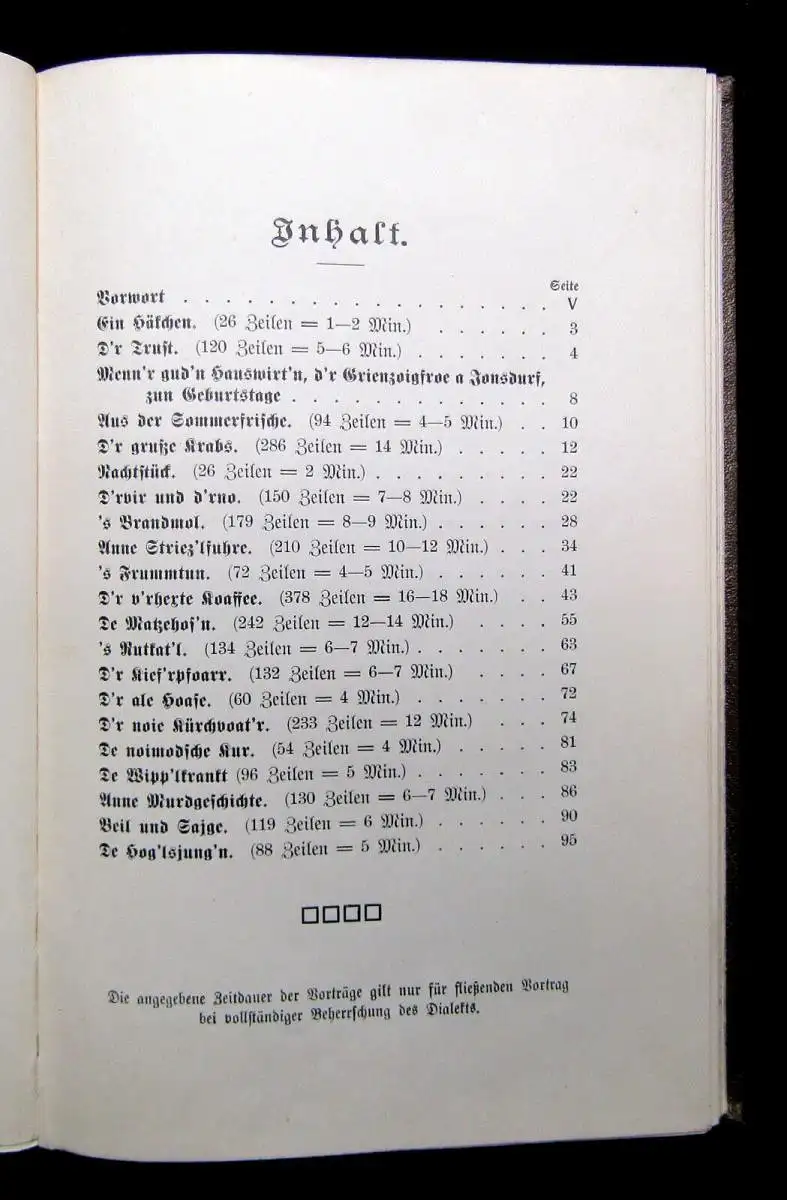 Inhalt.
Seite
Vorwort . . . . . . . . . . . . . . . . . . V
Ein Häkchen. (26 Zeilen = 1—2 Min.) . . . . . . 3
D'r Trust. (120 Zeilen = 5—6 Min.) . . . . . . . 4
Menn'r gud'n Hauswirt'n, d'r Grienzoigfroe a Jonsdurf,
zun Geburtstage . . . . . . . . . . . . . 8
Aus der Sommerfrische. (94 Zeilen = 4—5 Min.) . . 10
D'r gruße Krabs. (286 Zeilen = 14 Min.) . . . . . 12
Nachtstück. (26 Zeilen = 2 Min.) . . . . . . . . . 22
D'rvir und d'rno. (150 Zeilen = 7—8 Min.) . . . . 22
's Brandmol. (179 Zeilen = 8—9 Min.) . . . . . . 28
Anne Striez'lfuhre. (210 Zeilen = 10—12 Min.) . . . 34
's Frummtun. (72 Zeilen = 4—5 Min.) . . . . . . 41
D'r v'rhexte Koaffee. (378 Zeilen = 16—18 Min.) . . 43
De Matzehos'n. (242 Zeilen = 12—14 Min.) . . . . 55
's Nutkat'l. (134 Zeilen = 6—7 Min.) . . . . . . 63
D'r Kief'rpfoarr. (132 Zeilen = 6—7 Min.) . . . . 67
D'r ale Hoase. (60 Zeilen = 4 Min.) . . . . . . . 72
D'r noie Kürchvoat'r. (233 Zeilen = 12 Min.) . . . 74
De noimodsche Kur. (54 Zeilen = 4 Min.) . . . . . 81
De Wipp'lkrankt (96 Zeilen = 5 Min.) . . . . . . . 83
Anne Murdgeschichte. (130 Zeilen = 6—7 Min.) . . . 86
Beil und Sajge. (119 Zeilen = 6 Min.) . . . . . . 90
De Hog'lsjung'n. (88 Zeilen = 5 Min.) . . . . . . 95
Die angegebene Zeitdauer der Vorträge gilt nur für fließenden Vortrag
bei vollständiger Beherrschung des Dialekts.